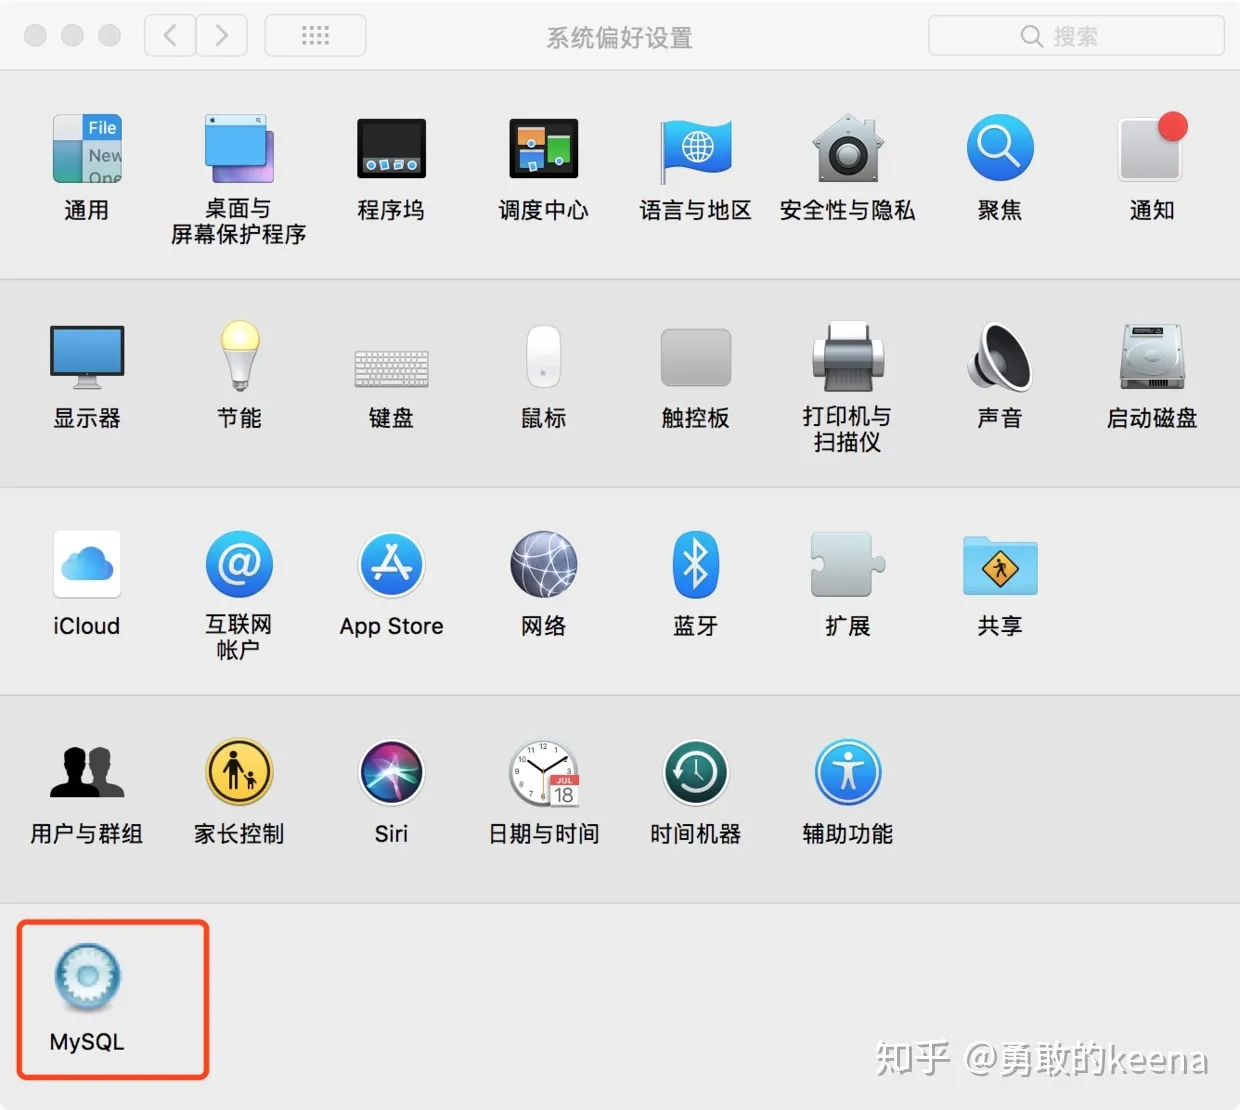 系统偏好设置
搜索
File
New
Ope
通用
桌面与
屏幕保护程序
程序坞
调度中心
语言与地区
安全性与隐私
聚焦
通知
显示器
节能
键盘
鼠标
触控板
打印机与
扫描仪
声音
启动磁盘
iCloud
互联网
帐户
App Store
网络
蓝牙
扩展
共享
用户与群组
家长控制
Siri
JUL
18
日期与时间
时间机器
辅助功能
MySQL
知乎 @勇敢的keena